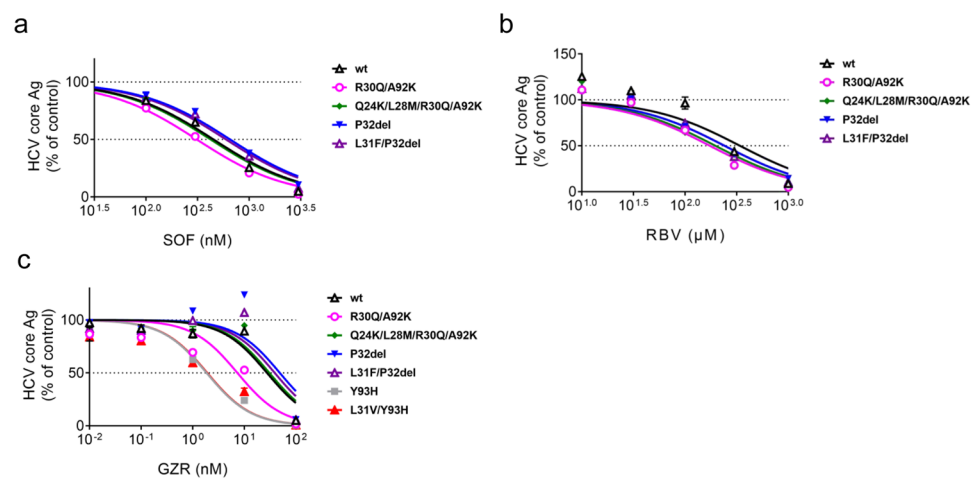 a
HCV core Ag
(% of control)
100
50
0
10^1.5 10^2.0 10^2.5 10^3.0 10^3.5
SOF (nM)
wt
R30Q/A92K
Q24K/L28M/R30Q/A92K
P32del
L31F/P32del
b
HCV core Ag
(% of control)
150
100
50
0
10^1.0 10^1.5 10^2.0 10^2.5 10^3.0
RBV (μM)
wt
R30Q/A92K
Q24K/L28M/R30Q/A92K
P32del
L31F/P32del
c
HCV core Ag
(% of control)
100
50
0
10^-2 10^-1 10^0 10^1 10^2
GZR (nM)
wt
R30Q/A92K
Q24K/L28M/R30Q/A92K
P32del
L31F/P32del
Y93H
L31V/Y93H